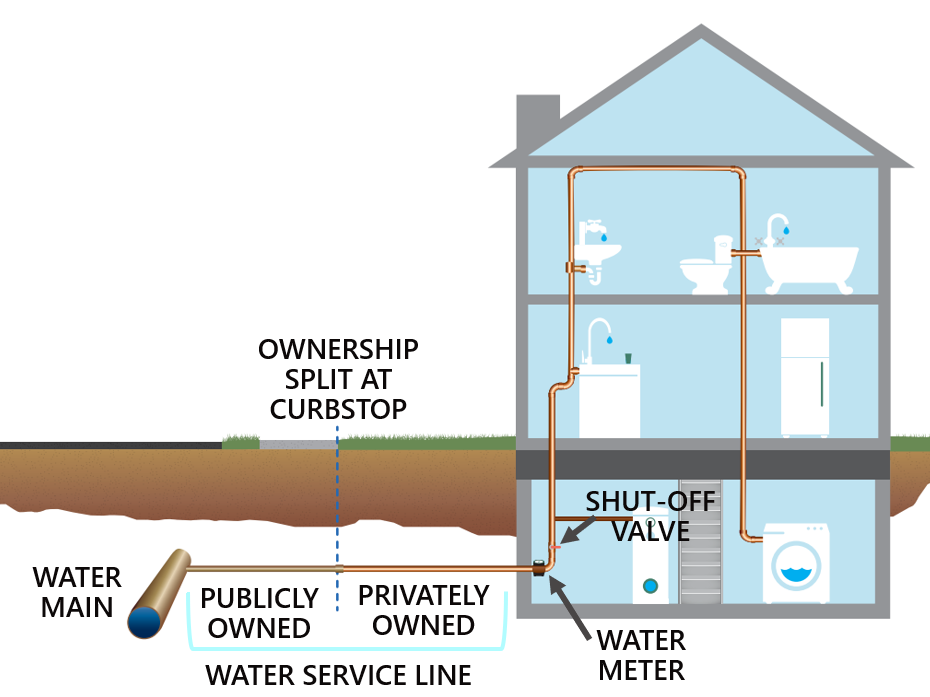 OWNERSHIP
SPLIT AT
CURBSTOP
SHUT-OFF
VALVE
WATER
MAIN
PUBLICLY
OWNED
PRIVATELY
OWNED
WATER SERVICE LINE
WATER
METER